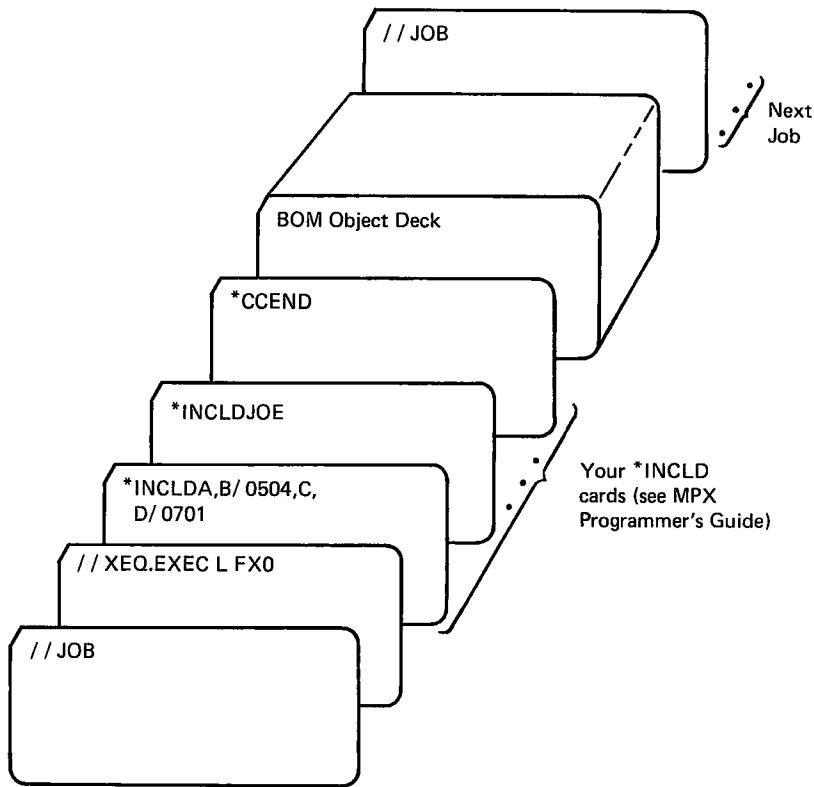 // JOB
Next
Job
BOM Object Deck
*CCEND
*INCLDJOE
Your *INCLD
cards (see MPX
Programmer's Guide)
*INCLDA,B/ 0504,C,
D/ 0701
// XEQ.EXEC L FX0
// JOB